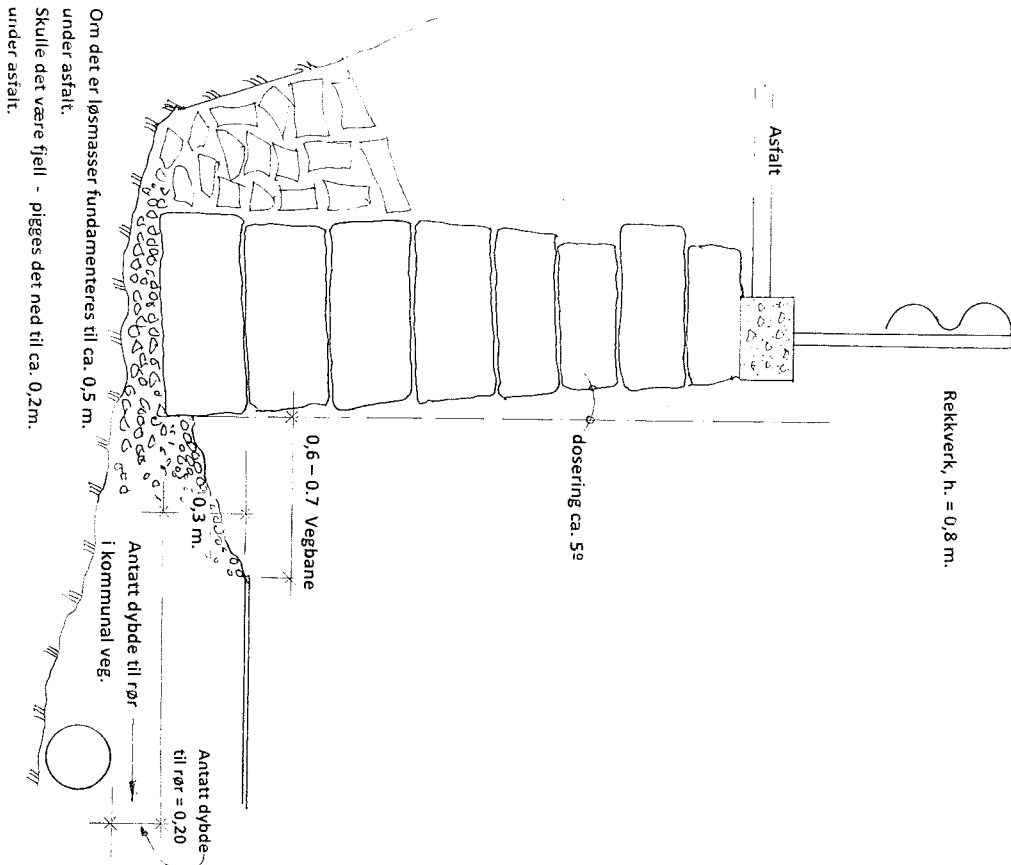 Rekkverk, h. = 0,8 m.
Asfalt
dosering ca. 5º
0,6 – 0.7 Vegbane
0,3 m.
Antatt dybde
til rør = 0,20
Antatt dybde til rør
i kommunal veg.
Om det er løsmasser fundamenteres til ca. 0,5 m.
under asfalt.
Skulle det være fjell - pigges det ned til ca. 0,2m.
under asfalt.